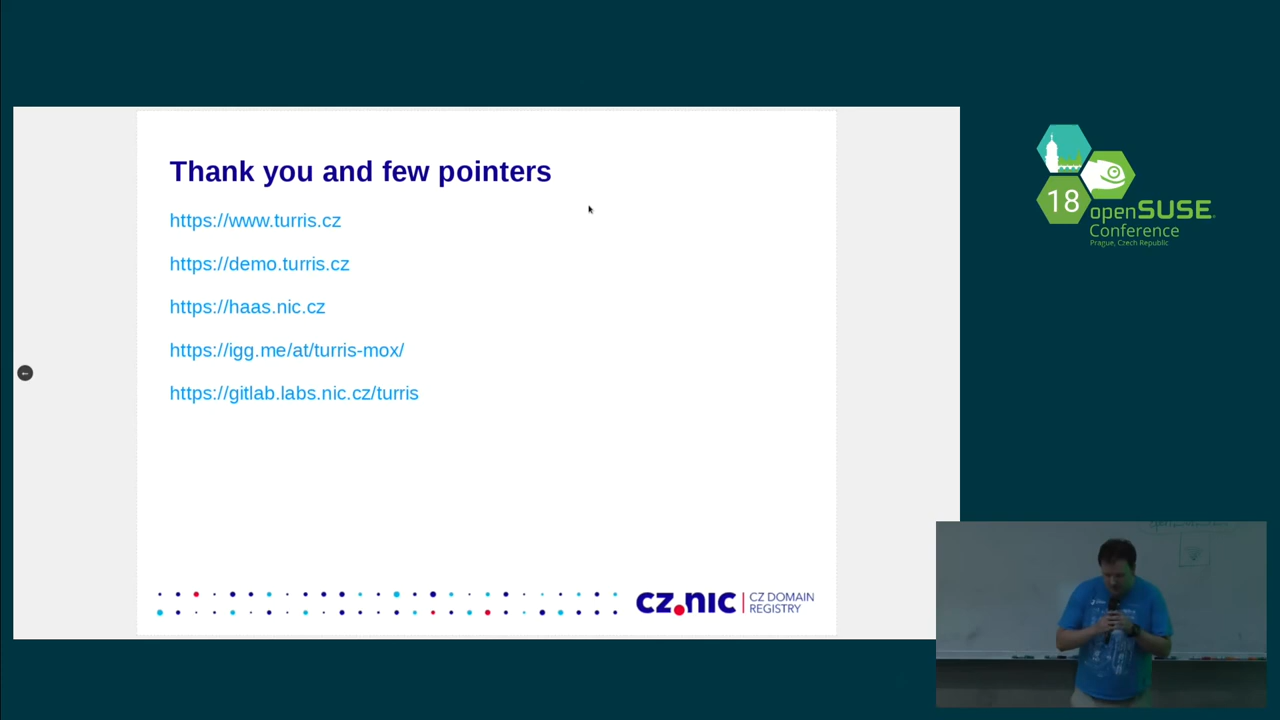 Thank you and few pointers
https://www.turris.cz
https://demo.turris.cz
https://haas.nic.cz
https://igg.me/at/turris-mox/
https://gitlab.labs.nic.cz/turris
CZ.NIC | CZ DOMAIN
REGISTRY
18
openSUSE
Conference
Prague, Czech Republic